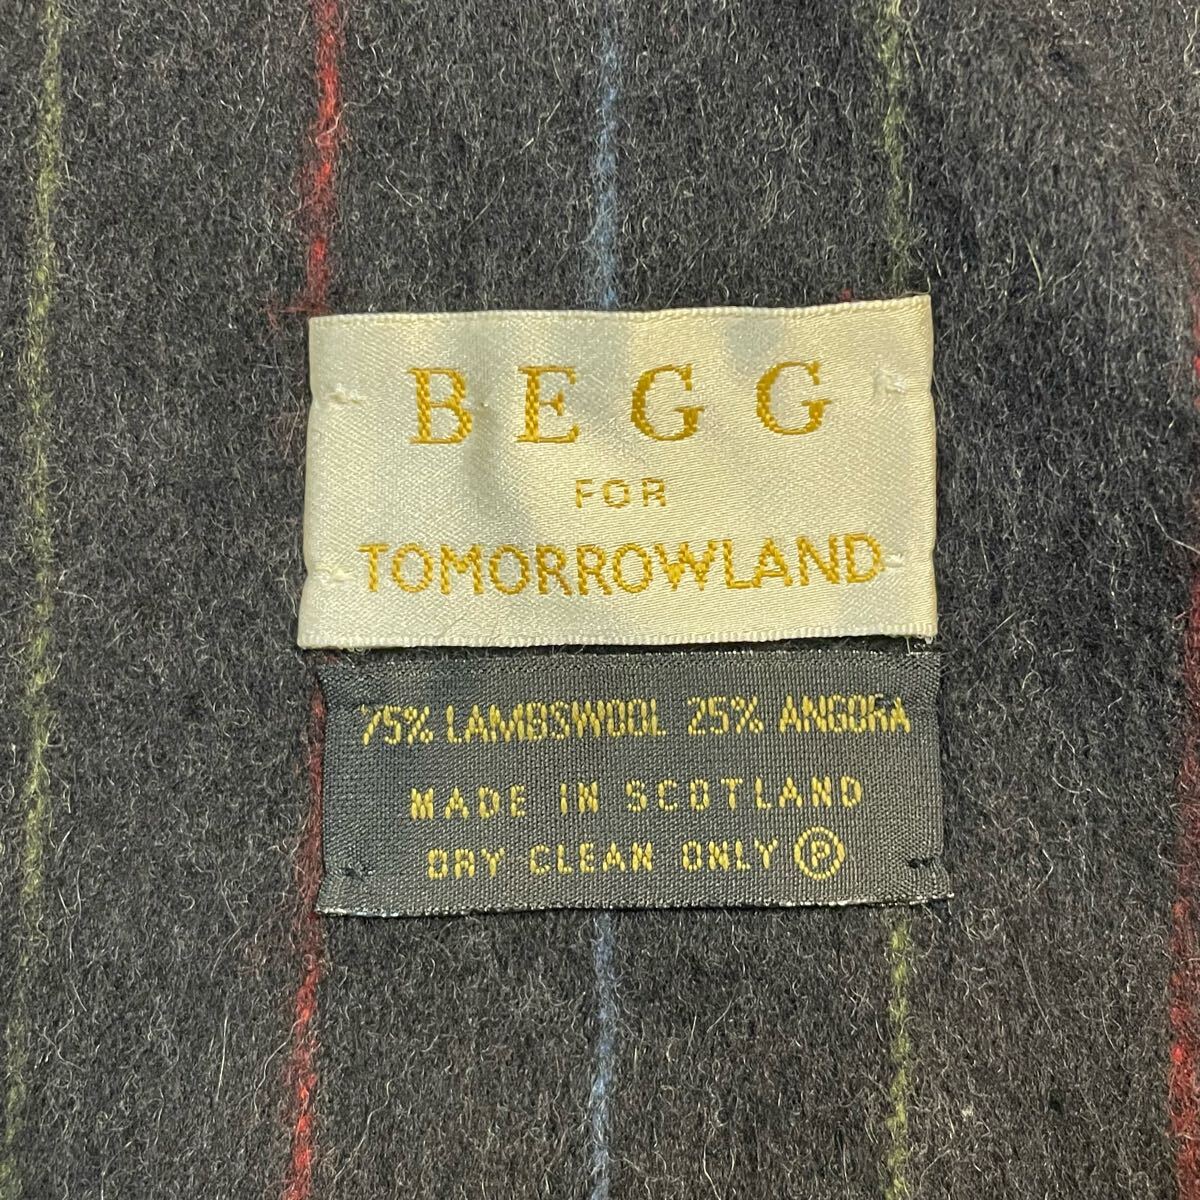 BEGG
FOR
TOMORROWLAND
75% LAMBSWOOL 25% ANGORA
MADE IN SCOTLAND
DRY CLEAN ONLY Ⓟ